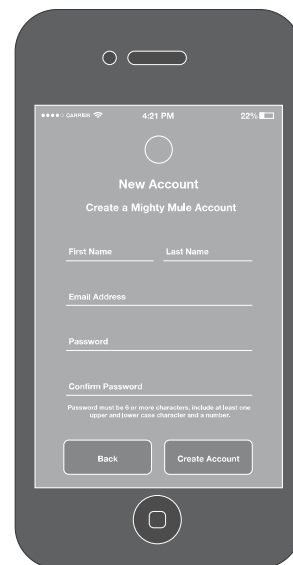 CARRIER 4:21 PM 22%
New Account
Create a Mighty Mule Account
First Name Last Name
Email Address
Password
Confirm Password
Password must be 6 or more characters, include at least one
upper and lower case character and a number.
Back Create Account